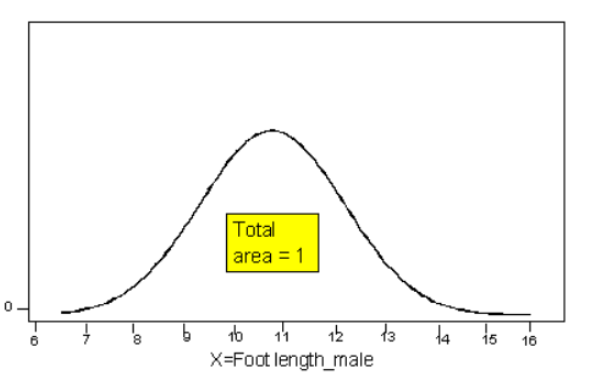 Total
area = 1
0
6 7 8 9 10 11 12 13 14 15 16
X=Foot length_male